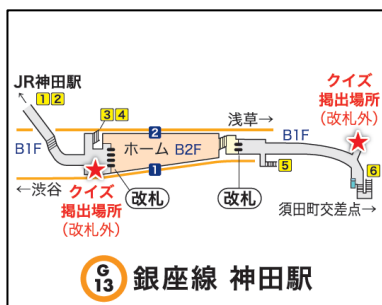 JR神田駅
1 2
3 4
浅草→
クイズ
掲出場所
(改札外)
B1F
2
ホーム B2F
1
B1F
←渋谷
クイズ
掲出場所
(改札外)
改札
改札
5
6
須田町交差点→
G
13
銀座線 神田駅